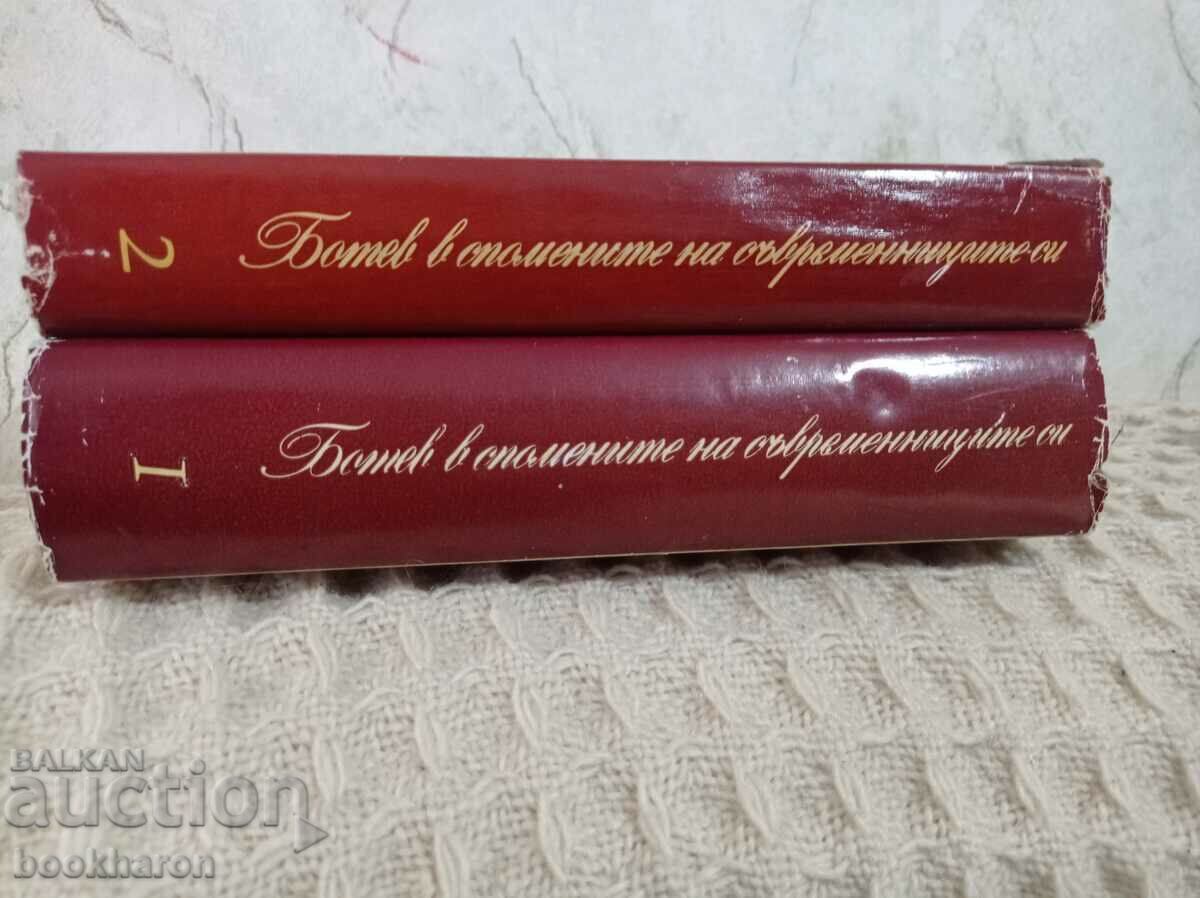 2 Ботев в спомените на съвременниците си
I Ботев в спомените на съвременниците си
BALKAN
auction
bookharon